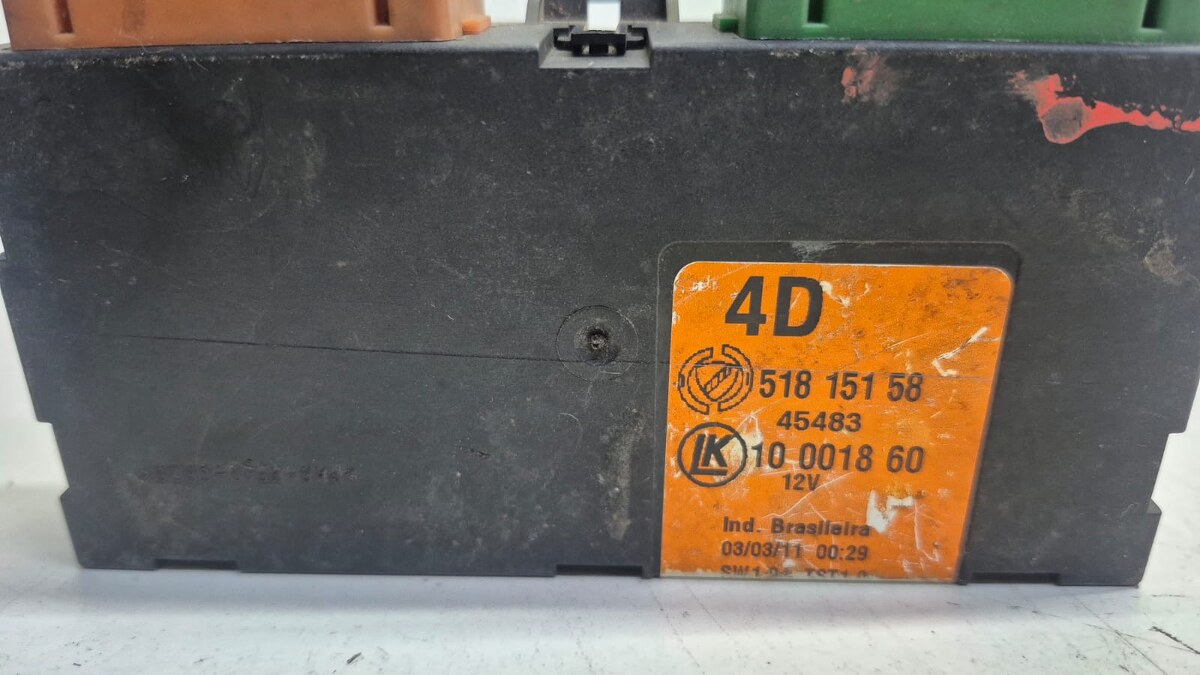 4D
518 151 58
45483
LK
10 0018 60
12V
Ind. Brasileira
03/03/11 00:29